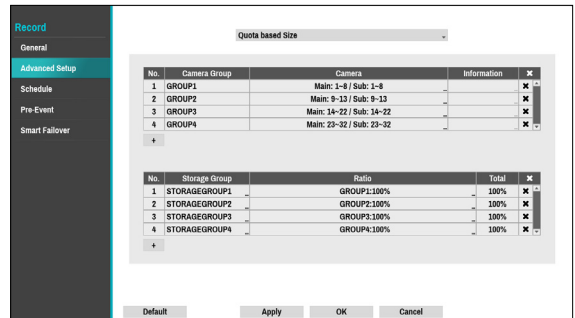 Record
General
Advanced Setup
Schedule
Pre-Event
Smart Failover
Quota based Size
No. Camera Group Camera Information ✖
1 GROUP1 Main: 1~8 / Sub: 1~8 ... ... ✖
2 GROUP2 Main: 9~13 / Sub: 9~13 ... ... ✖
3 GROUP3 Main: 14~22 / Sub: 14~22 ... ... ✖
4 GROUP4 Main: 23~32 / Sub: 23~32 ... ... ✖
+
No. Storage Group Ratio Total ✖
1 STORAGEGROUP1 ... GROUP1:100% ... 100% ✖
2 STORAGEGROUP2 ... GROUP2:100% ... 100% ✖
3 STORAGEGROUP3 ... GROUP3:100% ... 100% ✖
4 STORAGEGROUP4 ... GROUP4:100% ... 100% ✖
+
Default Apply OK Cancel